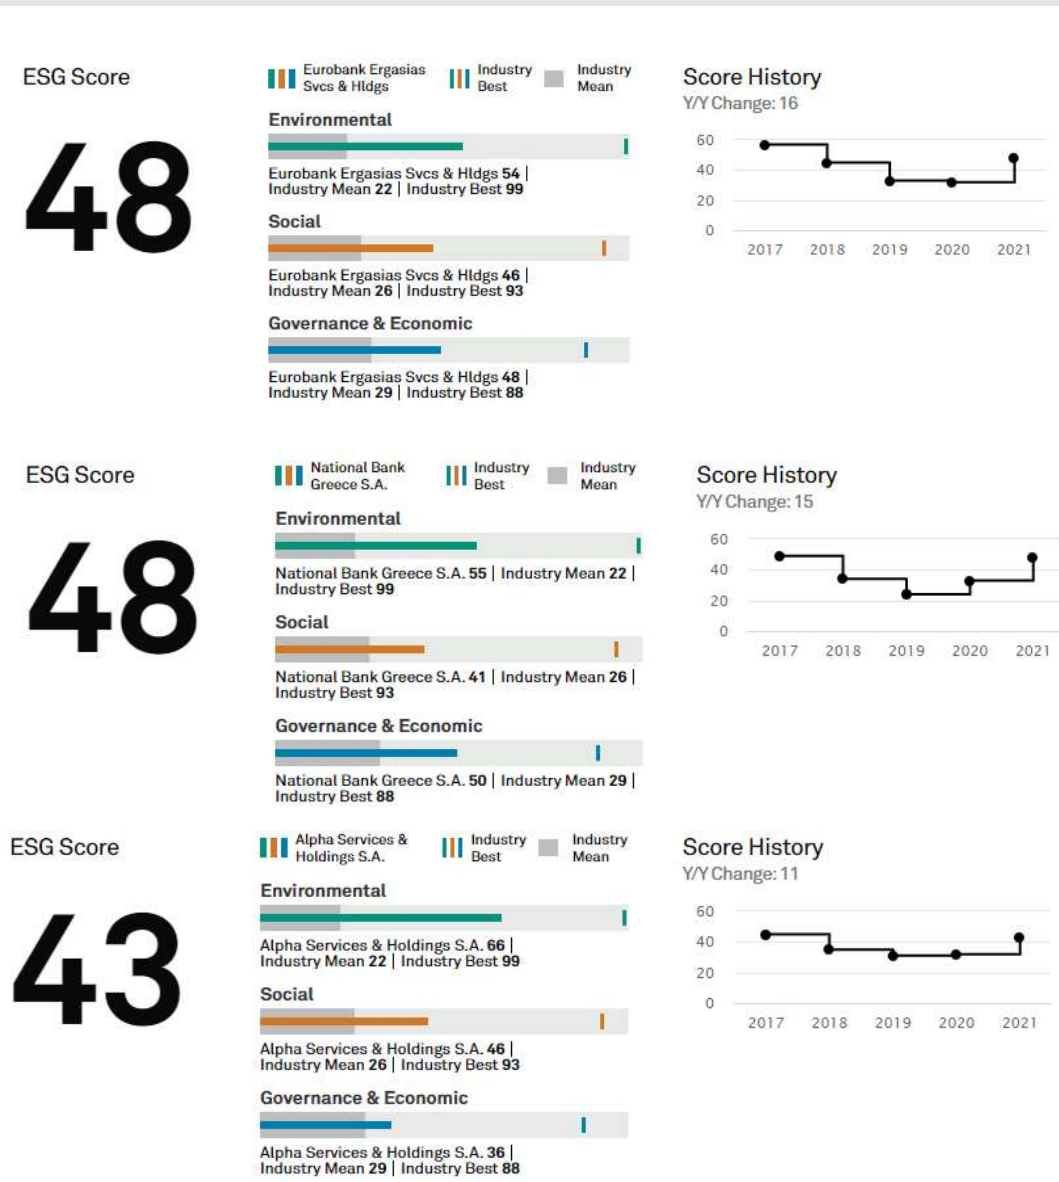 ESG Score
48
Eurobank Ergasias
Svcs & Hldgs
Industry
Best
Industry
Mean
Environmental
Eurobank Ergasias Svcs & Hldgs 54 |
Industry Mean 22 | Industry Best 99
Social
Eurobank Ergasias Svcs & Hldgs 46 |
Industry Mean 26 | Industry Best 93
Governance & Economic
Eurobank Ergasias Svcs & Hldgs 48 |
Industry Mean 29 | Industry Best 88
Score History
Y/Y Change: 16
60
40
20
0
2017 2018 2019 2020 2021
ESG Score
48
National Bank
Greece S.A.
Industry
Best
Industry
Mean
Environmental
National Bank Greece S.A. 55 | Industry Mean 22 |
Industry Best 99
Social
National Bank Greece S.A. 41 | Industry Mean 26 |
Industry Best 93
Governance & Economic
National Bank Greece S.A. 50 | Industry Mean 29 |
Industry Best 88
Score History
Y/Y Change: 15
60
40
20
0
2017 2018 2019 2020 2021
ESG Score
43
Alpha Services &
Holdings S.A.
Industry
Best
Industry
Mean
Environmental
Alpha Services & Holdings S.A. 66 |
Industry Mean 22 | Industry Best 99
Social
Alpha Services & Holdings S.A. 46 |
Industry Mean 26 | Industry Best 93
Governance & Economic
Alpha Services & Holdings S.A. 36 |
Industry Mean 29 | Industry Best 88
Score History
Y/Y Change: 11
60
40
20
0
2017 2018 2019 2020 2021